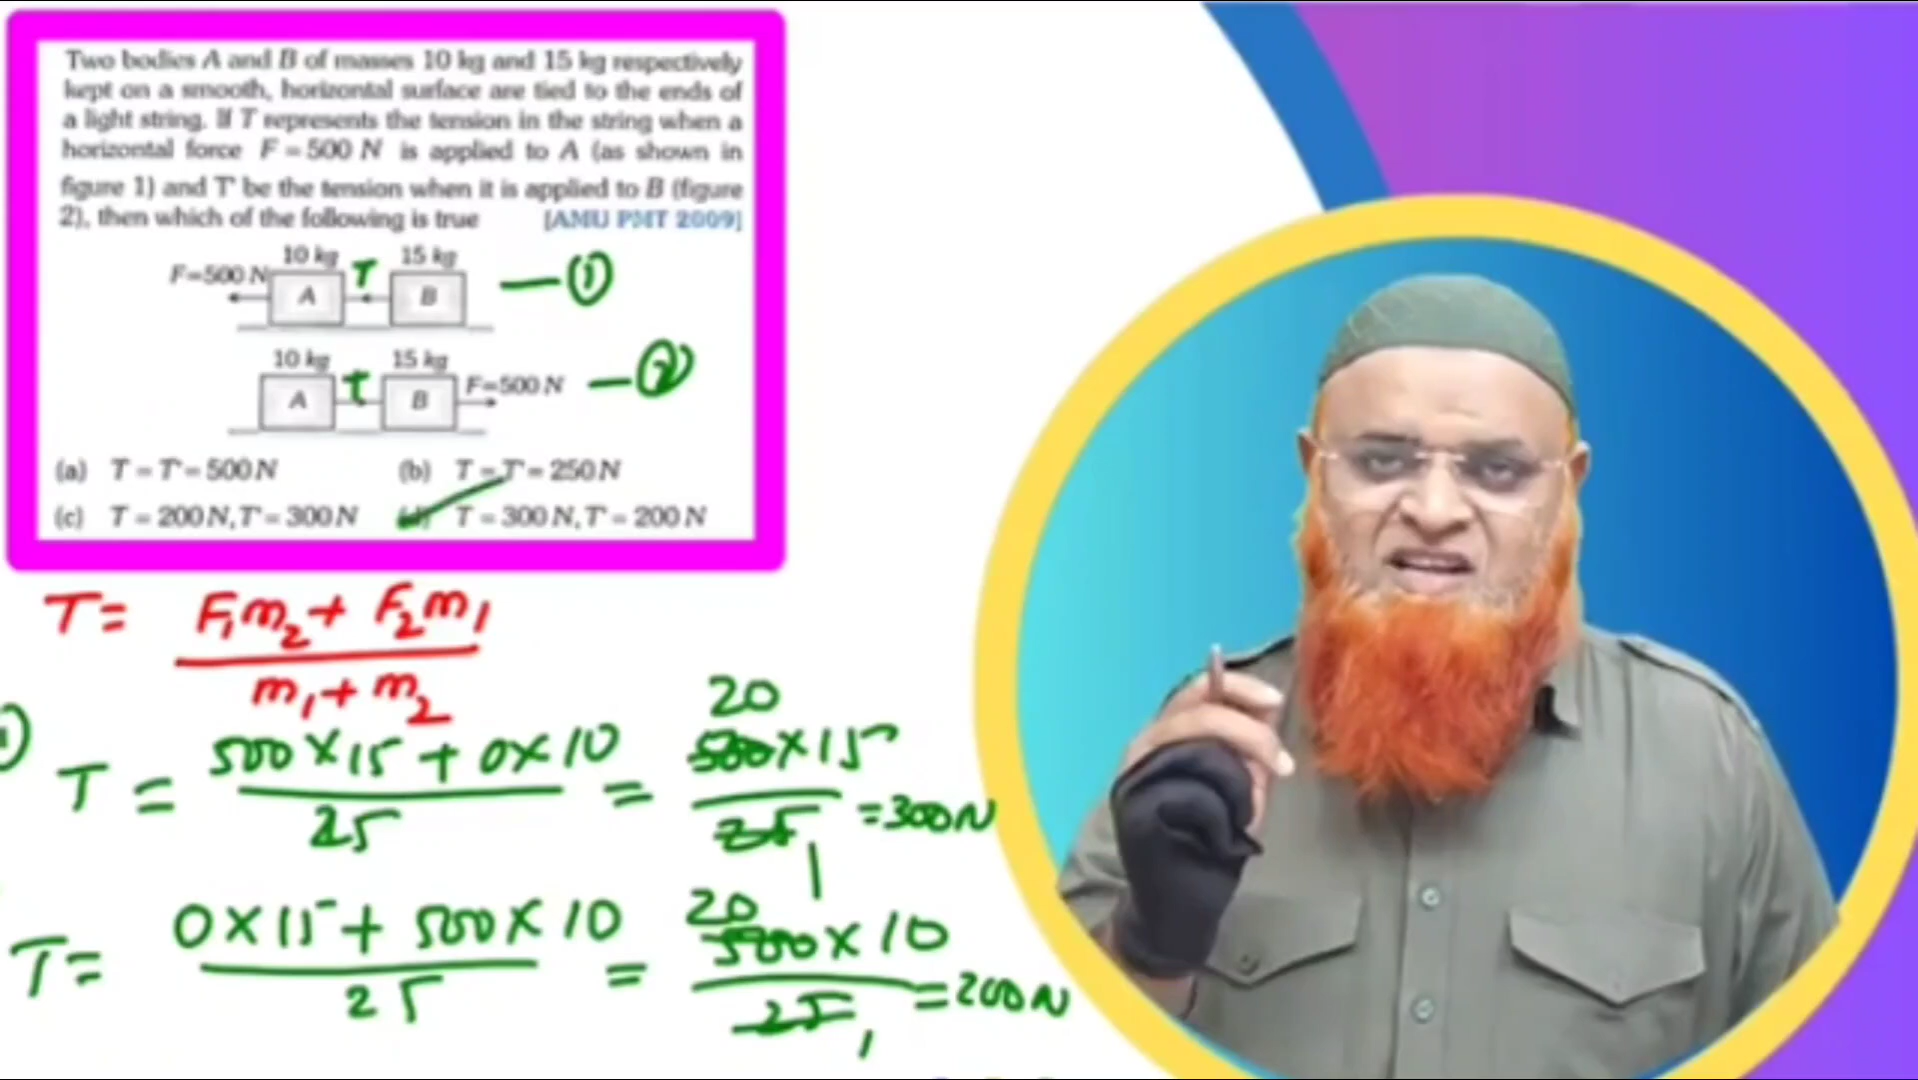 Two bodies A and B of masses 10 kg and 15 kg respectively
kept on a smooth, horizontal surface are tied to the ends of
a light string. If T represents the tension in the string when a
horizontal force F = 500 N is applied to A (as shown in
figure 1) and T' be the tension when it is applied to B (figure
2), then which of the following is true [AMU PMT 2009]
10 kg T 15 kg
F=500 N A B — ①
10 kg 15 kg
A T B F=500 N — ②
(a) T = T' = 500 N (b) T = T' = 250 N
(c) T = 200 N, T' = 300 N (d) T = 300 N, T' = 200 N
T = F₁m₂ + F₂m₁
m₁ + m₂
20
① T = 500 × 15 + 0 × 10 = 500 × 15 = 300N
25 25 1
20
T = 0 × 15 + 500 × 10 = 500 × 10 = 200N
25 25 1